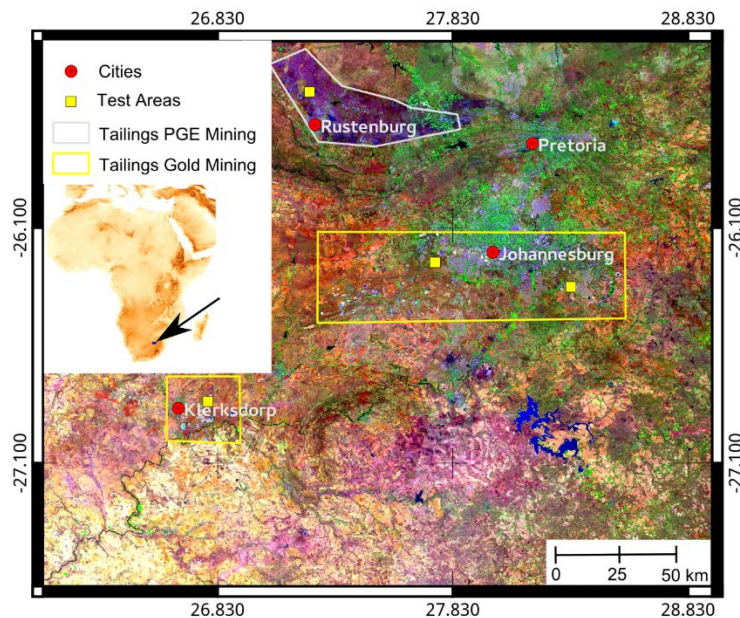 26.830 27.830 28.830
Cities
Test Areas
Tailings PGE Mining
Tailings Gold Mining
Rustenburg
Pretoria
-26.100 -26.100
Johannesburg
Klerksdorp
-27.100 -27.100
0 25 50 km
26.830 27.830 28.830